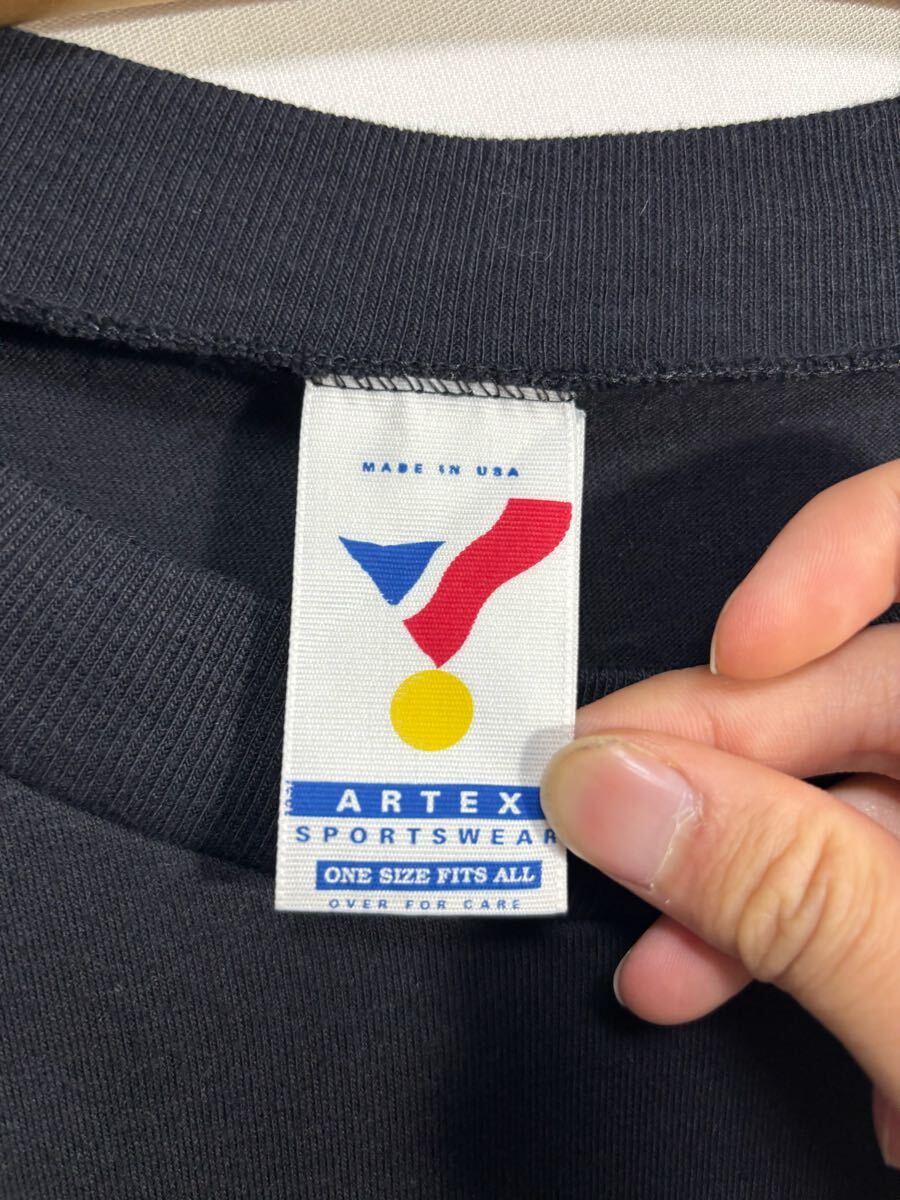 MADE IN USA
ARTEX
SPORTSWEAR
ONE SIZE FITS ALL
OVER FOR CARE